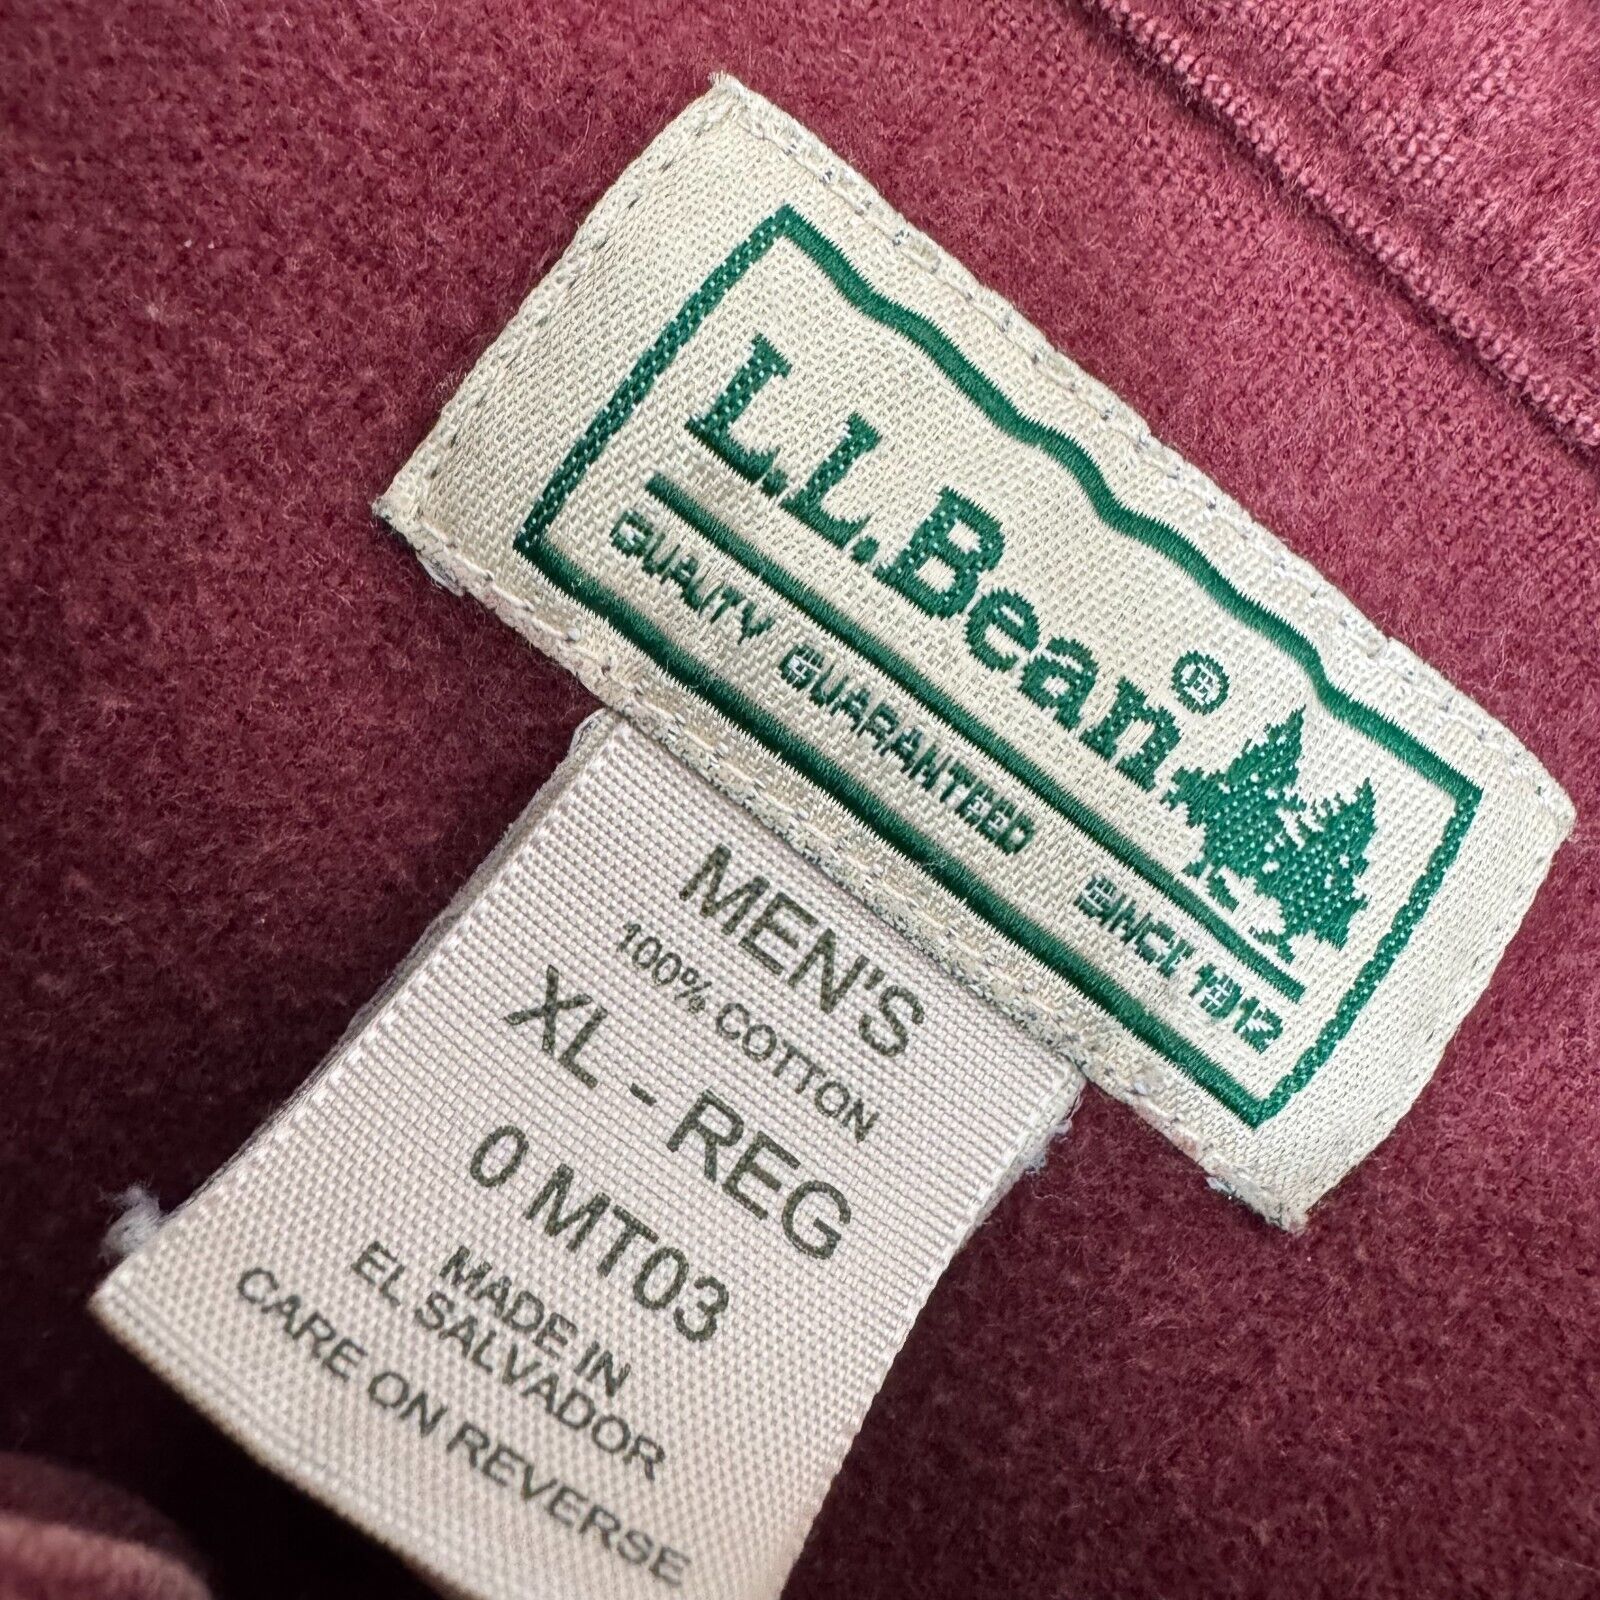 L.L.Bean®
QUALITY GUARANTEED SINCE 1912
MEN'S
100% COTTON
XL - REG
0 MT03
MADE IN
EL SALVADOR
CARE ON REVERSE